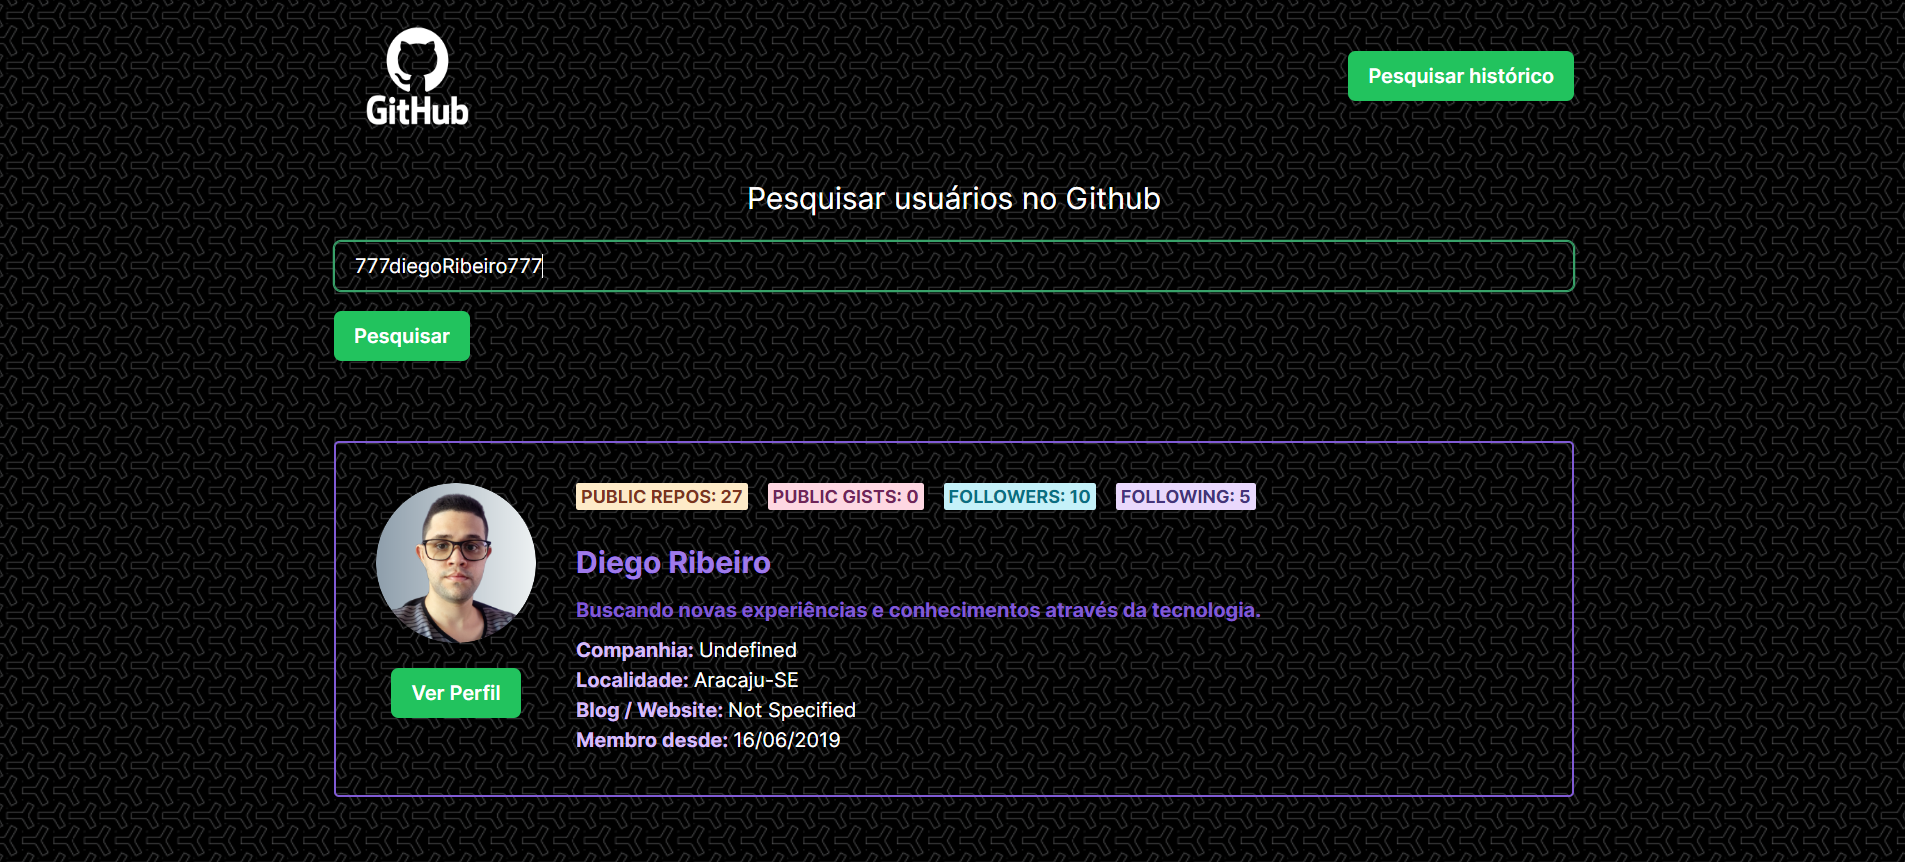 GitHub
Pesquisar histórico
Pesquisar usuários no Github
777diegoRibeiro777
Pesquisar
PUBLIC REPOS: 27 PUBLIC GISTS: 0 FOLLOWERS: 10 FOLLOWING: 5
Diego Ribeiro
Buscando novas experiências e conhecimentos através da tecnologia.
Companhia: Undefined
Localidade: Aracaju-SE
Blog / Website: Not Specified
Membro desde: 16/06/2019
Ver Perfil